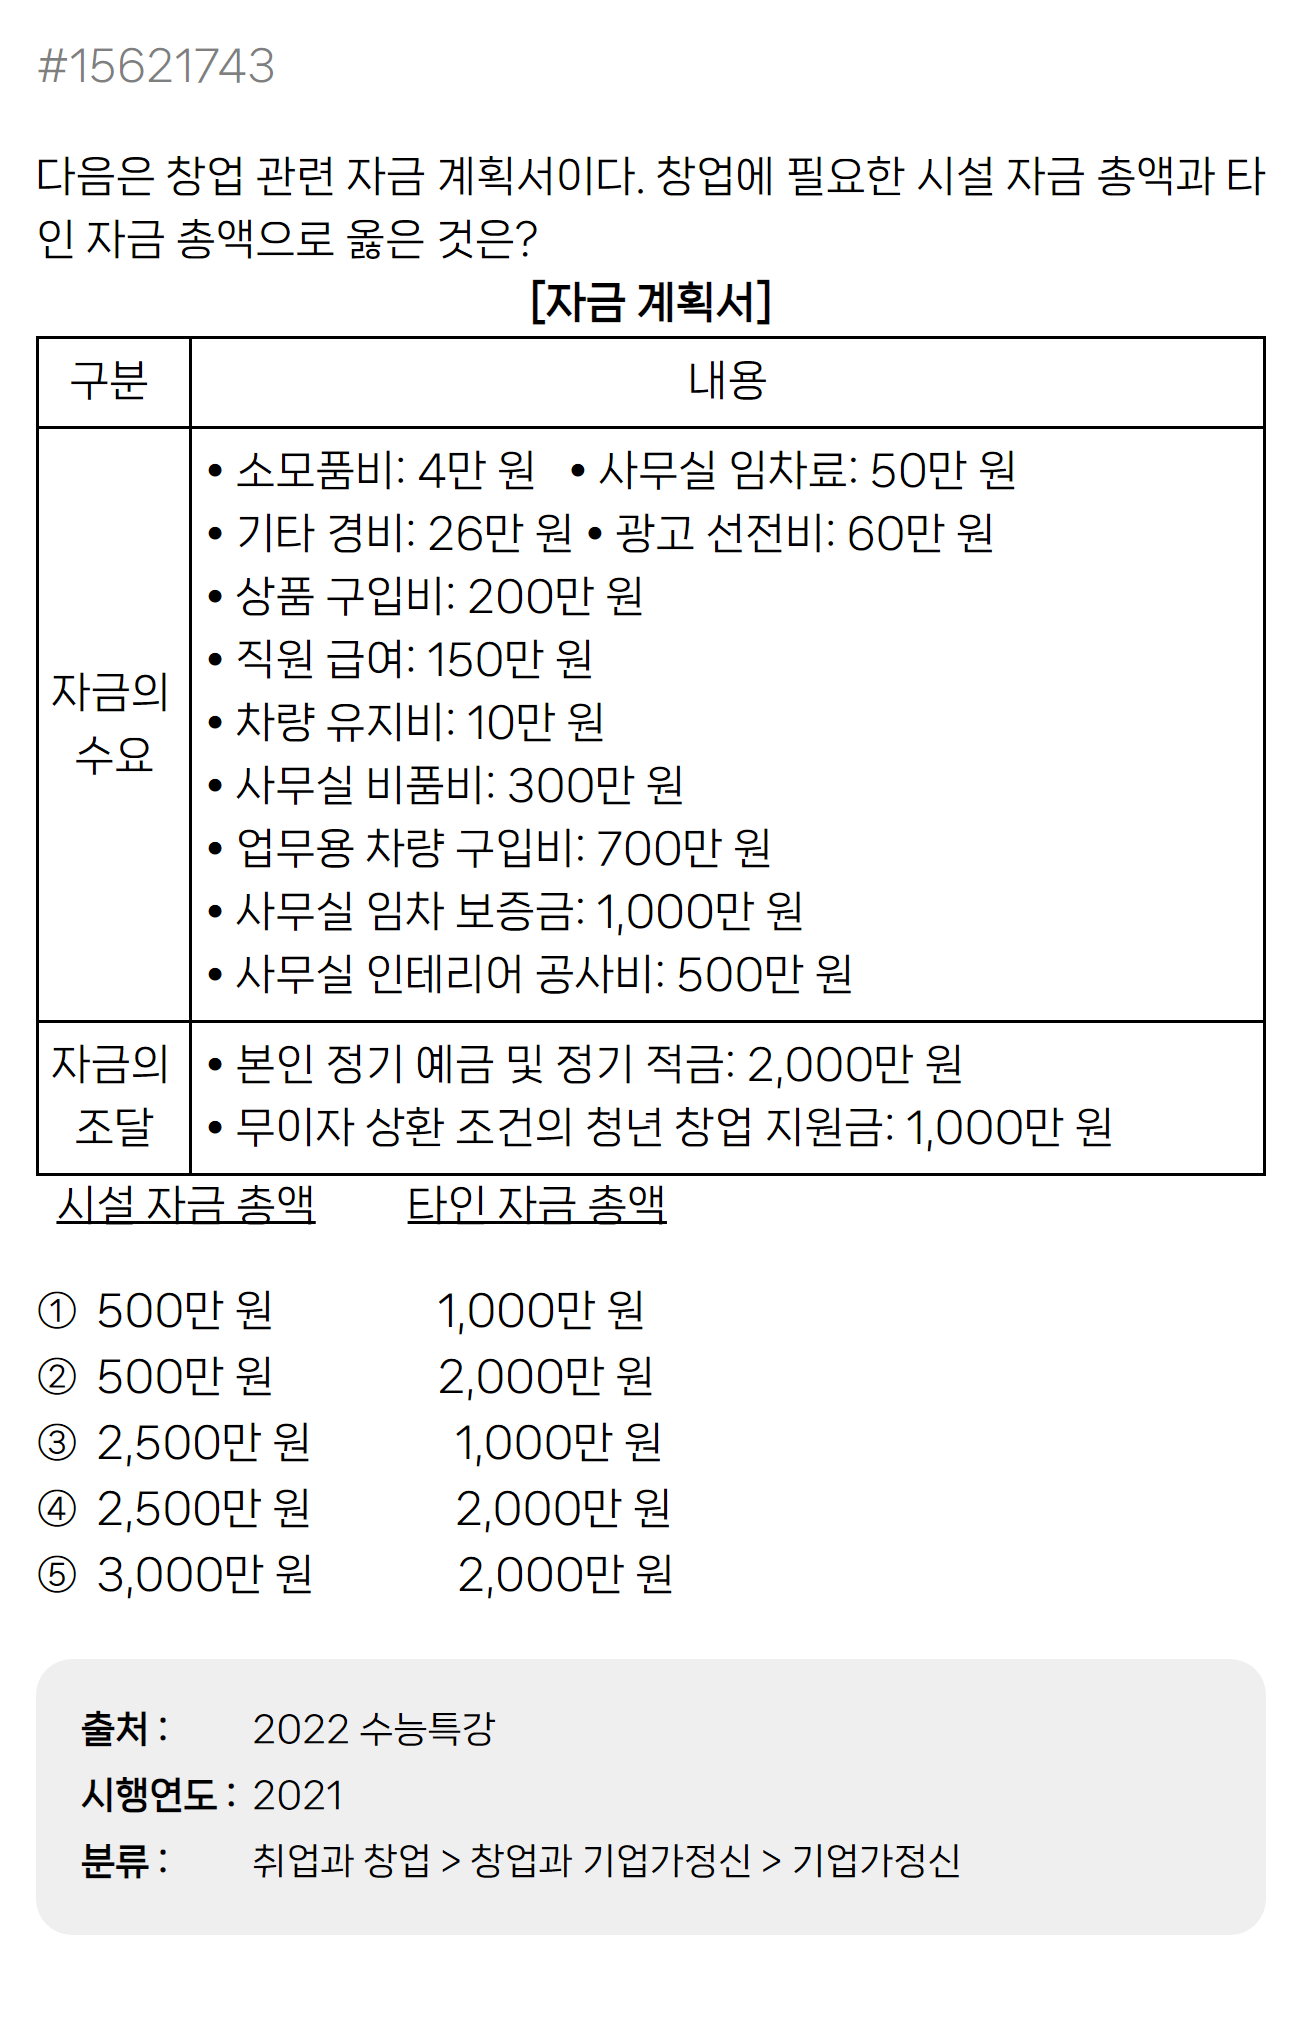 #15621743
다음은 창업 관련 자금 계획서이다. 창업에 필요한 시설 자금 총액과 타
인 자금 총액으로 옳은 것은?
[자금 계획서]
구분 내용
자금의
수요
• 소모품비: 4만 원 • 사무실 임차료: 50만 원
• 기타 경비: 26만 원 • 광고 선전비: 60만 원
• 상품 구입비: 200만 원
• 직원 급여: 150만 원
• 차량 유지비: 10만 원
• 사무실 비품비: 300만 원
• 업무용 차량 구입비: 700만 원
• 사무실 임차 보증금: 1,000만 원
• 사무실 인테리어 공사비: 500만 원
자금의
조달
• 본인 정기 예금 및 정기 적금: 2,000만 원
• 무이자 상환 조건의 청년 창업 지원금: 1,000만 원
시설 자금 총액 타인 자금 총액
① 500만 원 1,000만 원
② 500만 원 2,000만 원
③ 2,500만 원 1,000만 원
④ 2,500만 원 2,000만 원
⑤ 3,000만 원 2,000만 원
출처 : 2022 수능특강
시행연도 : 2021
분류 : 취업과 창업 > 창업과 기업가정신 > 기업가정신